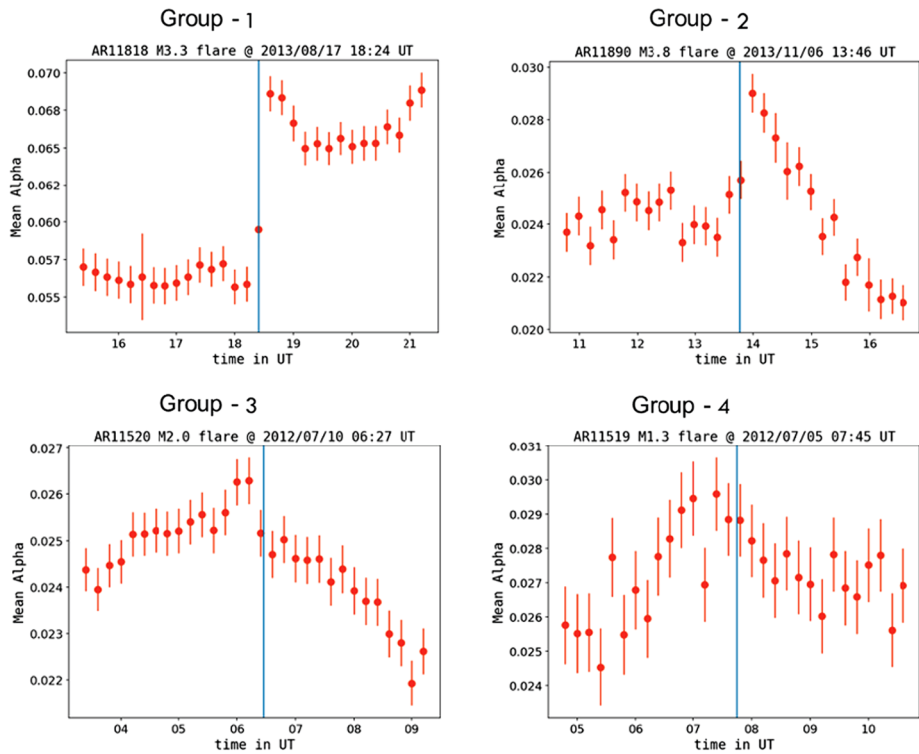 Group - 1
AR11818 M3.3 flare @ 2013/08/17 18:24 UT
Mean Alpha
0.070
0.068
0.065
0.062
0.060
0.057
0.055
16 17 18 19 20 21
time in UT
Group - 2
AR11890 M3.8 flare @ 2013/11/06 13:46 UT
Mean Alpha
0.030
0.028
0.026
0.024
0.022
0.020
11 12 13 14 15 16
time in UT
Group - 3
AR11520 M2.0 flare @ 2012/07/10 06:27 UT
Mean Alpha
0.027
0.026
0.025
0.024
0.023
0.022
04 05 06 07 08 09
time in UT
Group - 4
AR11519 M1.3 flare @ 2012/07/05 07:45 UT
Mean Alpha
0.031
0.030
0.029
0.028
0.027
0.026
0.025
0.024
05 06 07 08 09 10
time in UT